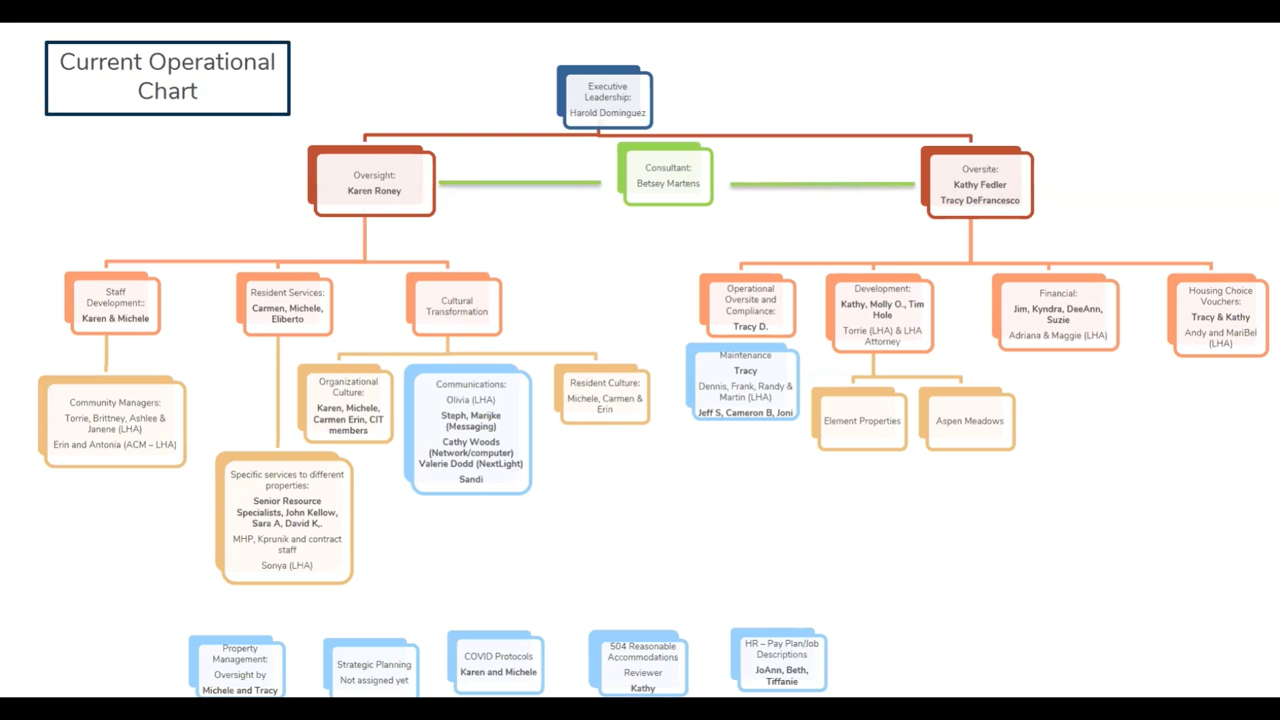 Current Operational
Chart
Executive
Leadership:
Harold Dominguez
Oversight:
Karen Roney
Consultant:
Betsey Martens
Oversite:
Kathy Fedler
Tracy DeFrancesco
Staff
Development::
Karen & Michele
Resident Services:
Carmen, Michele,
Eliberto
Cultural
Transformation
Operational
Oversite and
Compliance:
Tracy D.
Development:
Kathy, Molly O., Tim
Hole
Torrie (LHA) & LHA
Attorney
Financial:
Jim, Kyndra, DeeAnn,
Suzie
Adriana & Maggie (LHA)
Housing Choice
Vouchers:
Tracy & Kathy
Andy and MariBel
(LHA)
Maintenance
Tracy
Dennis, Frank, Randy &
Martin (LHA)
Jeff S, Cameron B, Joni
Community Managers:
Torrie, Brittney, Ashlee &
Janene (LHA)
Erin and Antonia (ACM – LHA)
Organizational
Culture:
Karen, Michele,
Carmen Erin, CIT
members
Communications:
Olivia (LHA)
Steph, Marijke
(Messaging)
Cathy Woods
(Network/computer)
Valerie Dodd (NextLight)
Sandi
Resident Culture:
Michele, Carmen &
Erin
Element Properties
Aspen Meadows
Specific services to different
properties:
Senior Resource
Specialists, John Kellow,
Sara A, David K,.
MHP, Kprunik and contract
staff
Sonya (LHA)
Property
Management:
Oversight by
Michele and Tracy
Strategic Planning
Not assigned yet
COVID Protocols
Karen and Michele
504 Reasonable
Accommodations
Reviewer
Kathy
HR – Pay Plan/Job
Descriptions
JoAnn, Beth,
Tiffanie